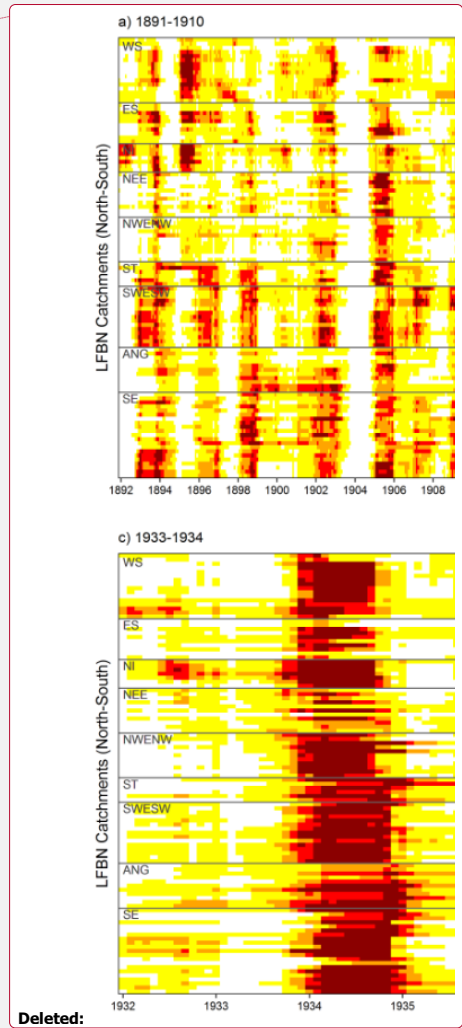 a) 1891-1910
LFBN Catchments (North-South)
WS
ES
NI
NEE
NWENW
ST
SWESW
ANG
SE
1892 1894 1896 1898 1900 1902 1904 1906 1908
c) 1933-1934
LFBN Catchments (North-South)
WS
ES
NI
NEE
NWENW
ST
SWESW
ANG
SE
1932 1933 1934 1935
Deleted: